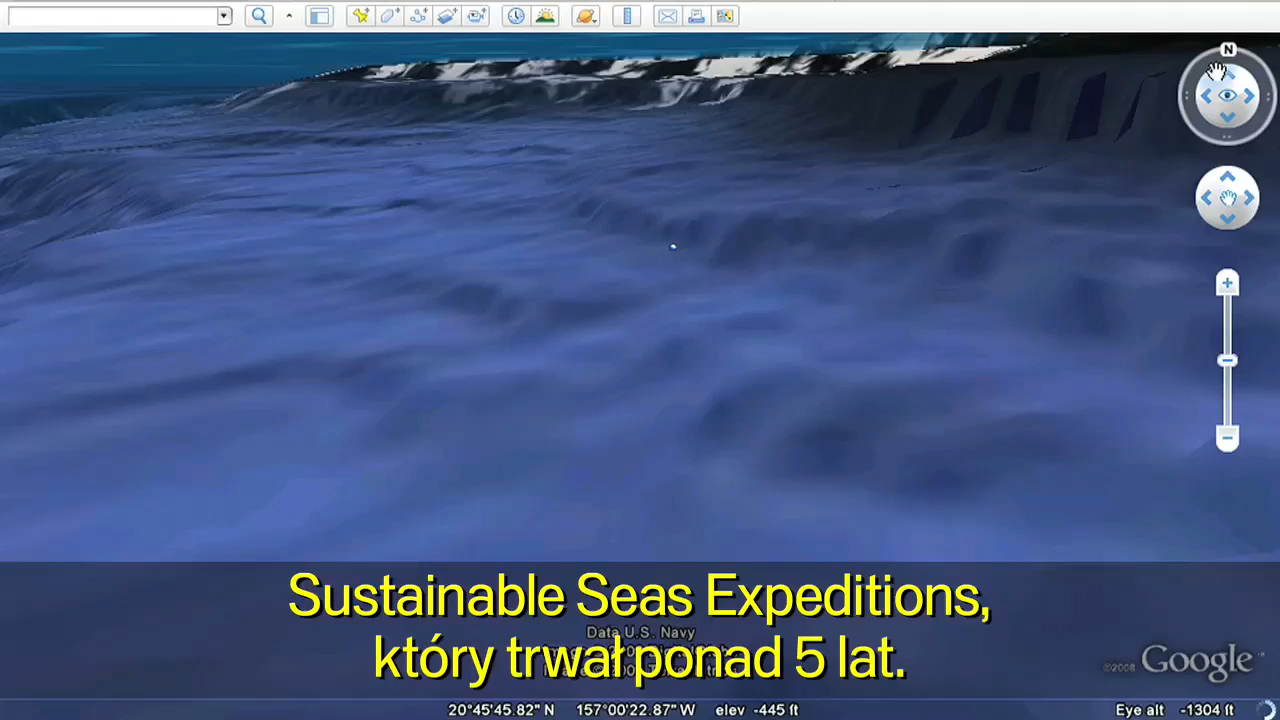 N
Sustainable Seas Expeditions,
Data U.S. Navy
który trwał ponad 5 lat.
©2008 Google™
20°45'45.82" N 157°00'22.87" W elev -445 ft Eye alt -1304 ft